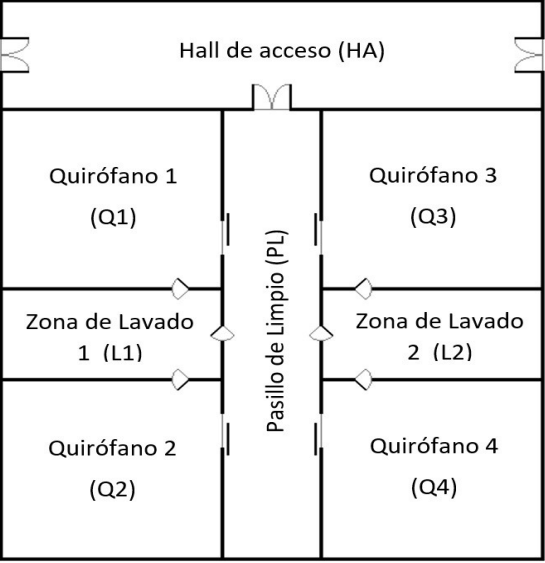 Hall de acceso (HA)
Quirófano 1
(Q1)
Quirófano 3
(Q3)
Pasillo de Limpio (PL)
Zona de Lavado
1 (L1)
Zona de Lavado
2 (L2)
Quirófano 2
(Q2)
Quirófano 4
(Q4)